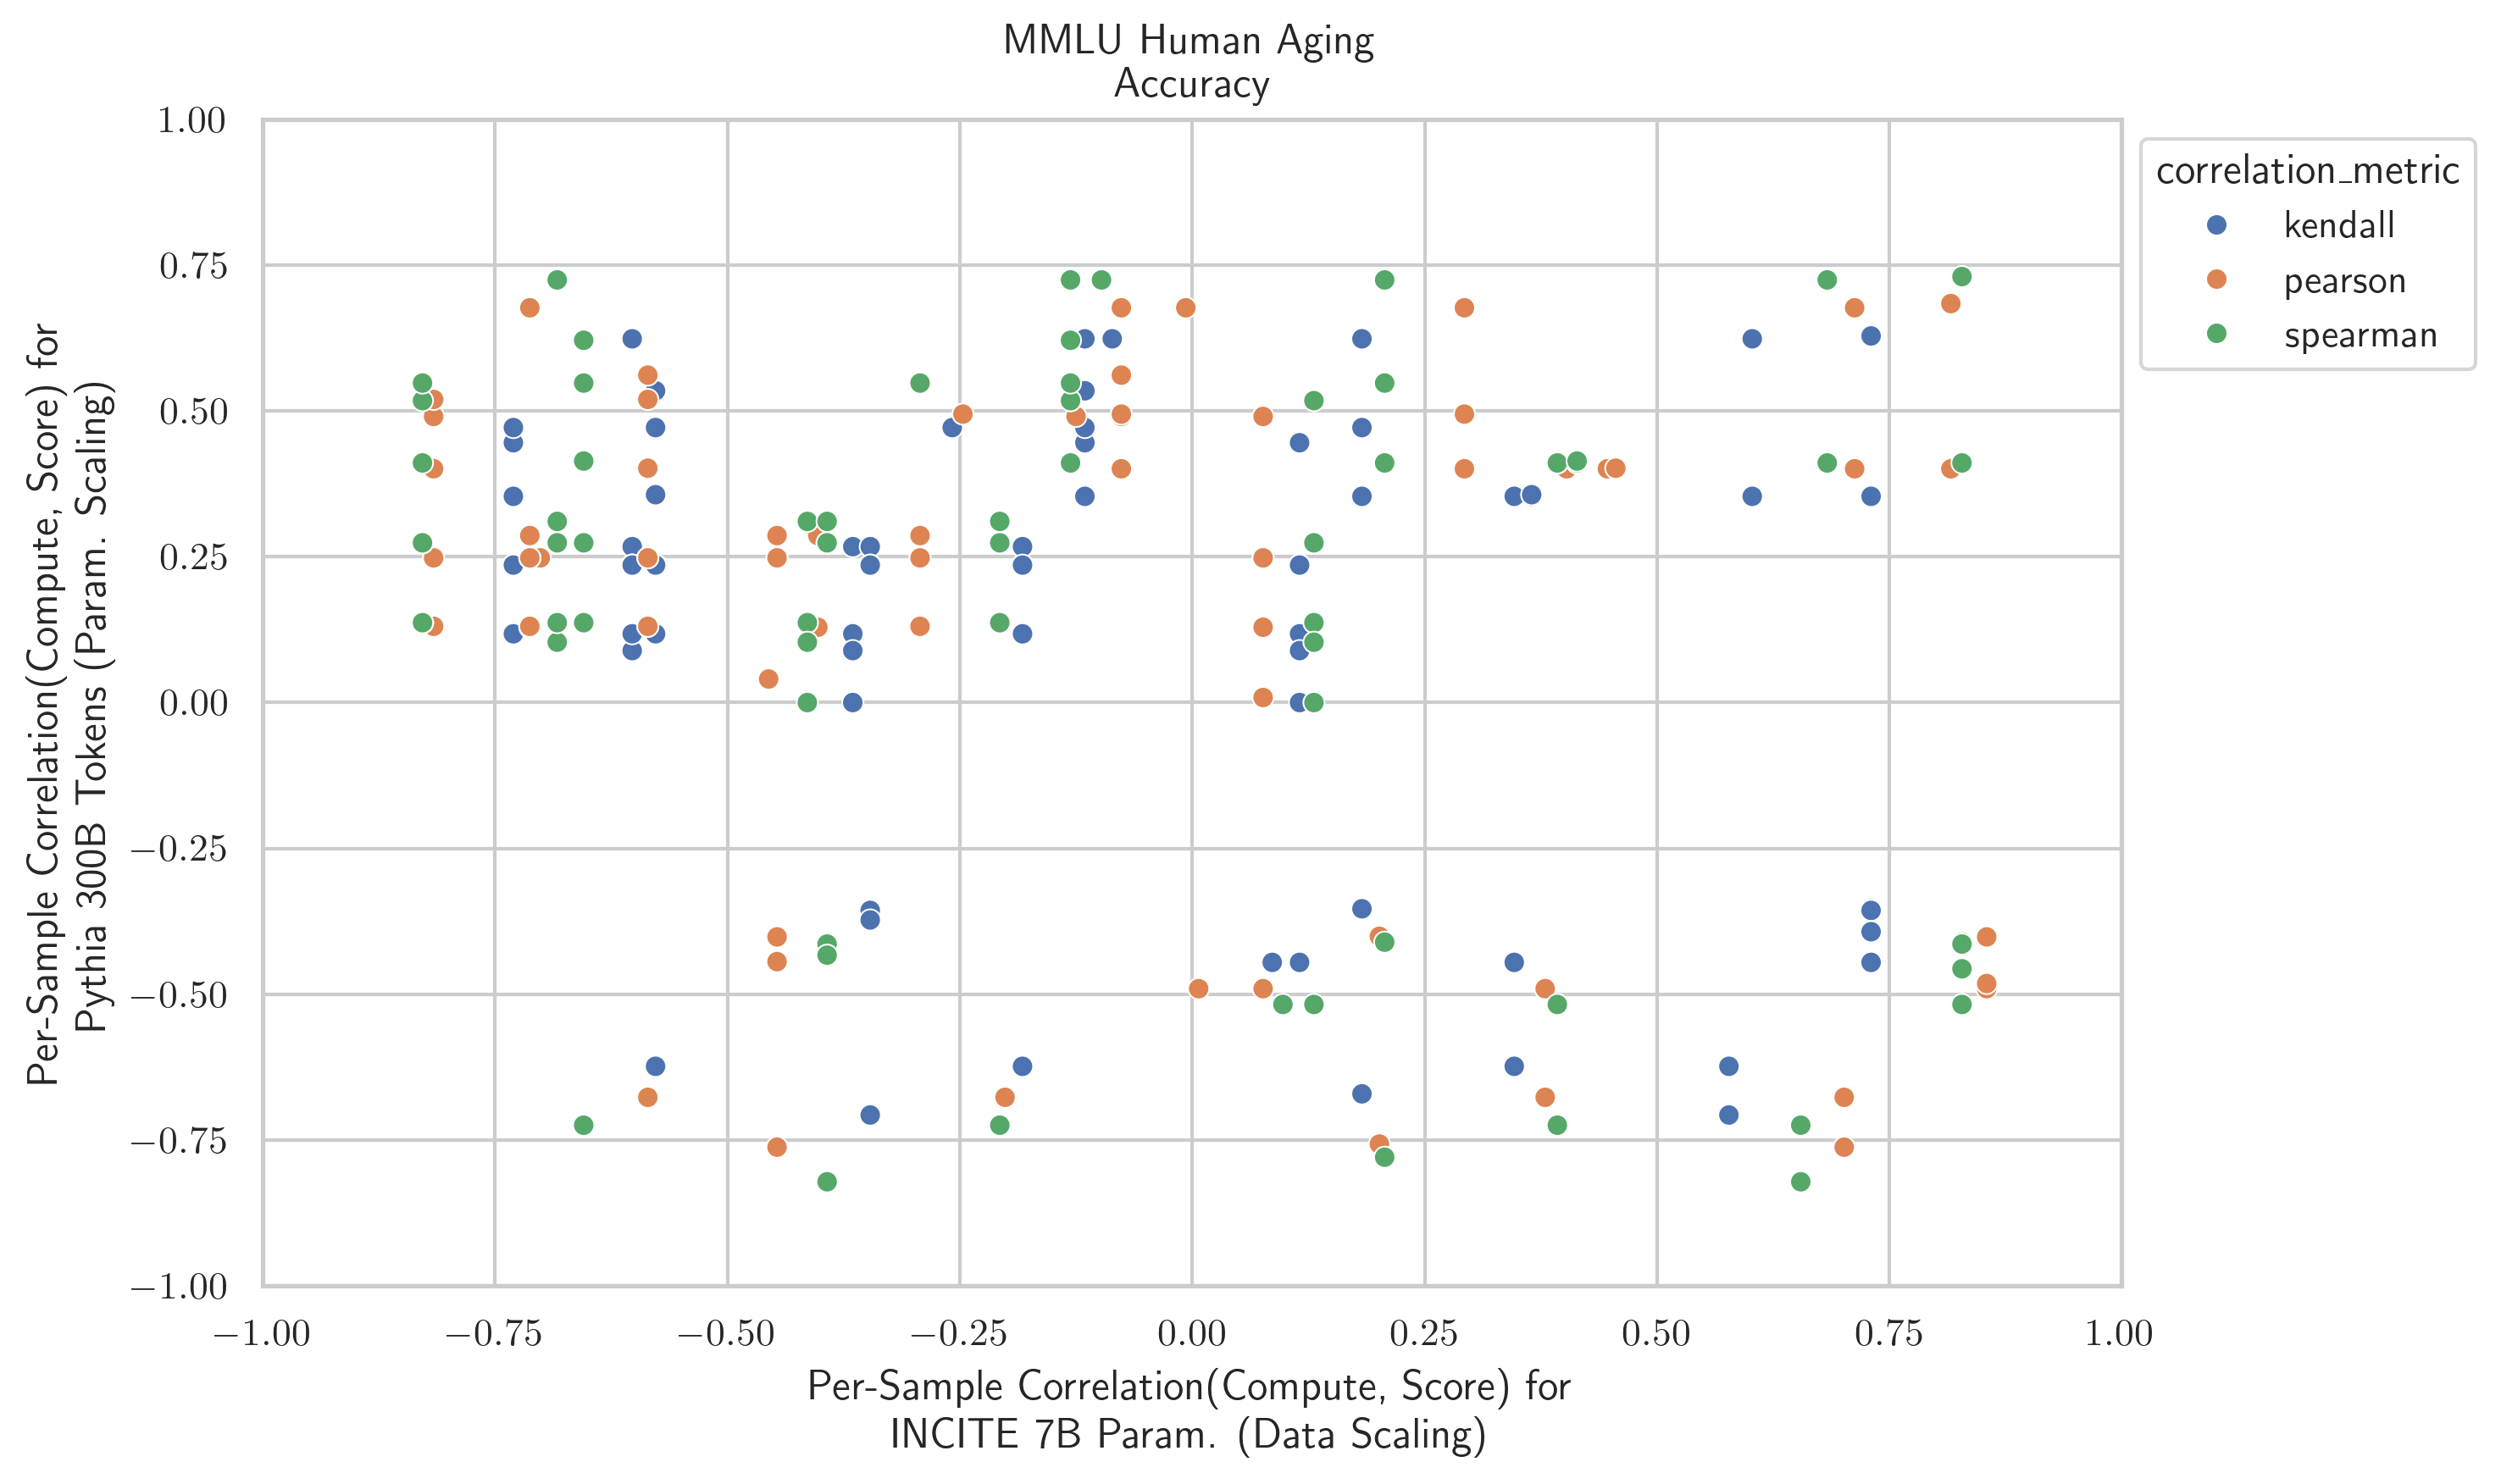 MMLU Human Aging
Accuracy
1.00
0.75
0.50
0.25
0.00
−0.25
−0.50
−0.75
−1.00
Per-Sample Correlation(Compute, Score) for
Pythia 300B Tokens (Param. Scaling)
−1.00
−0.75
−0.50
−0.25
0.00
0.25
0.50
0.75
1.00
Per-Sample Correlation(Compute, Score) for
INCITE 7B Param. (Data Scaling)
correlation_metric
kendall
pearson
spearman